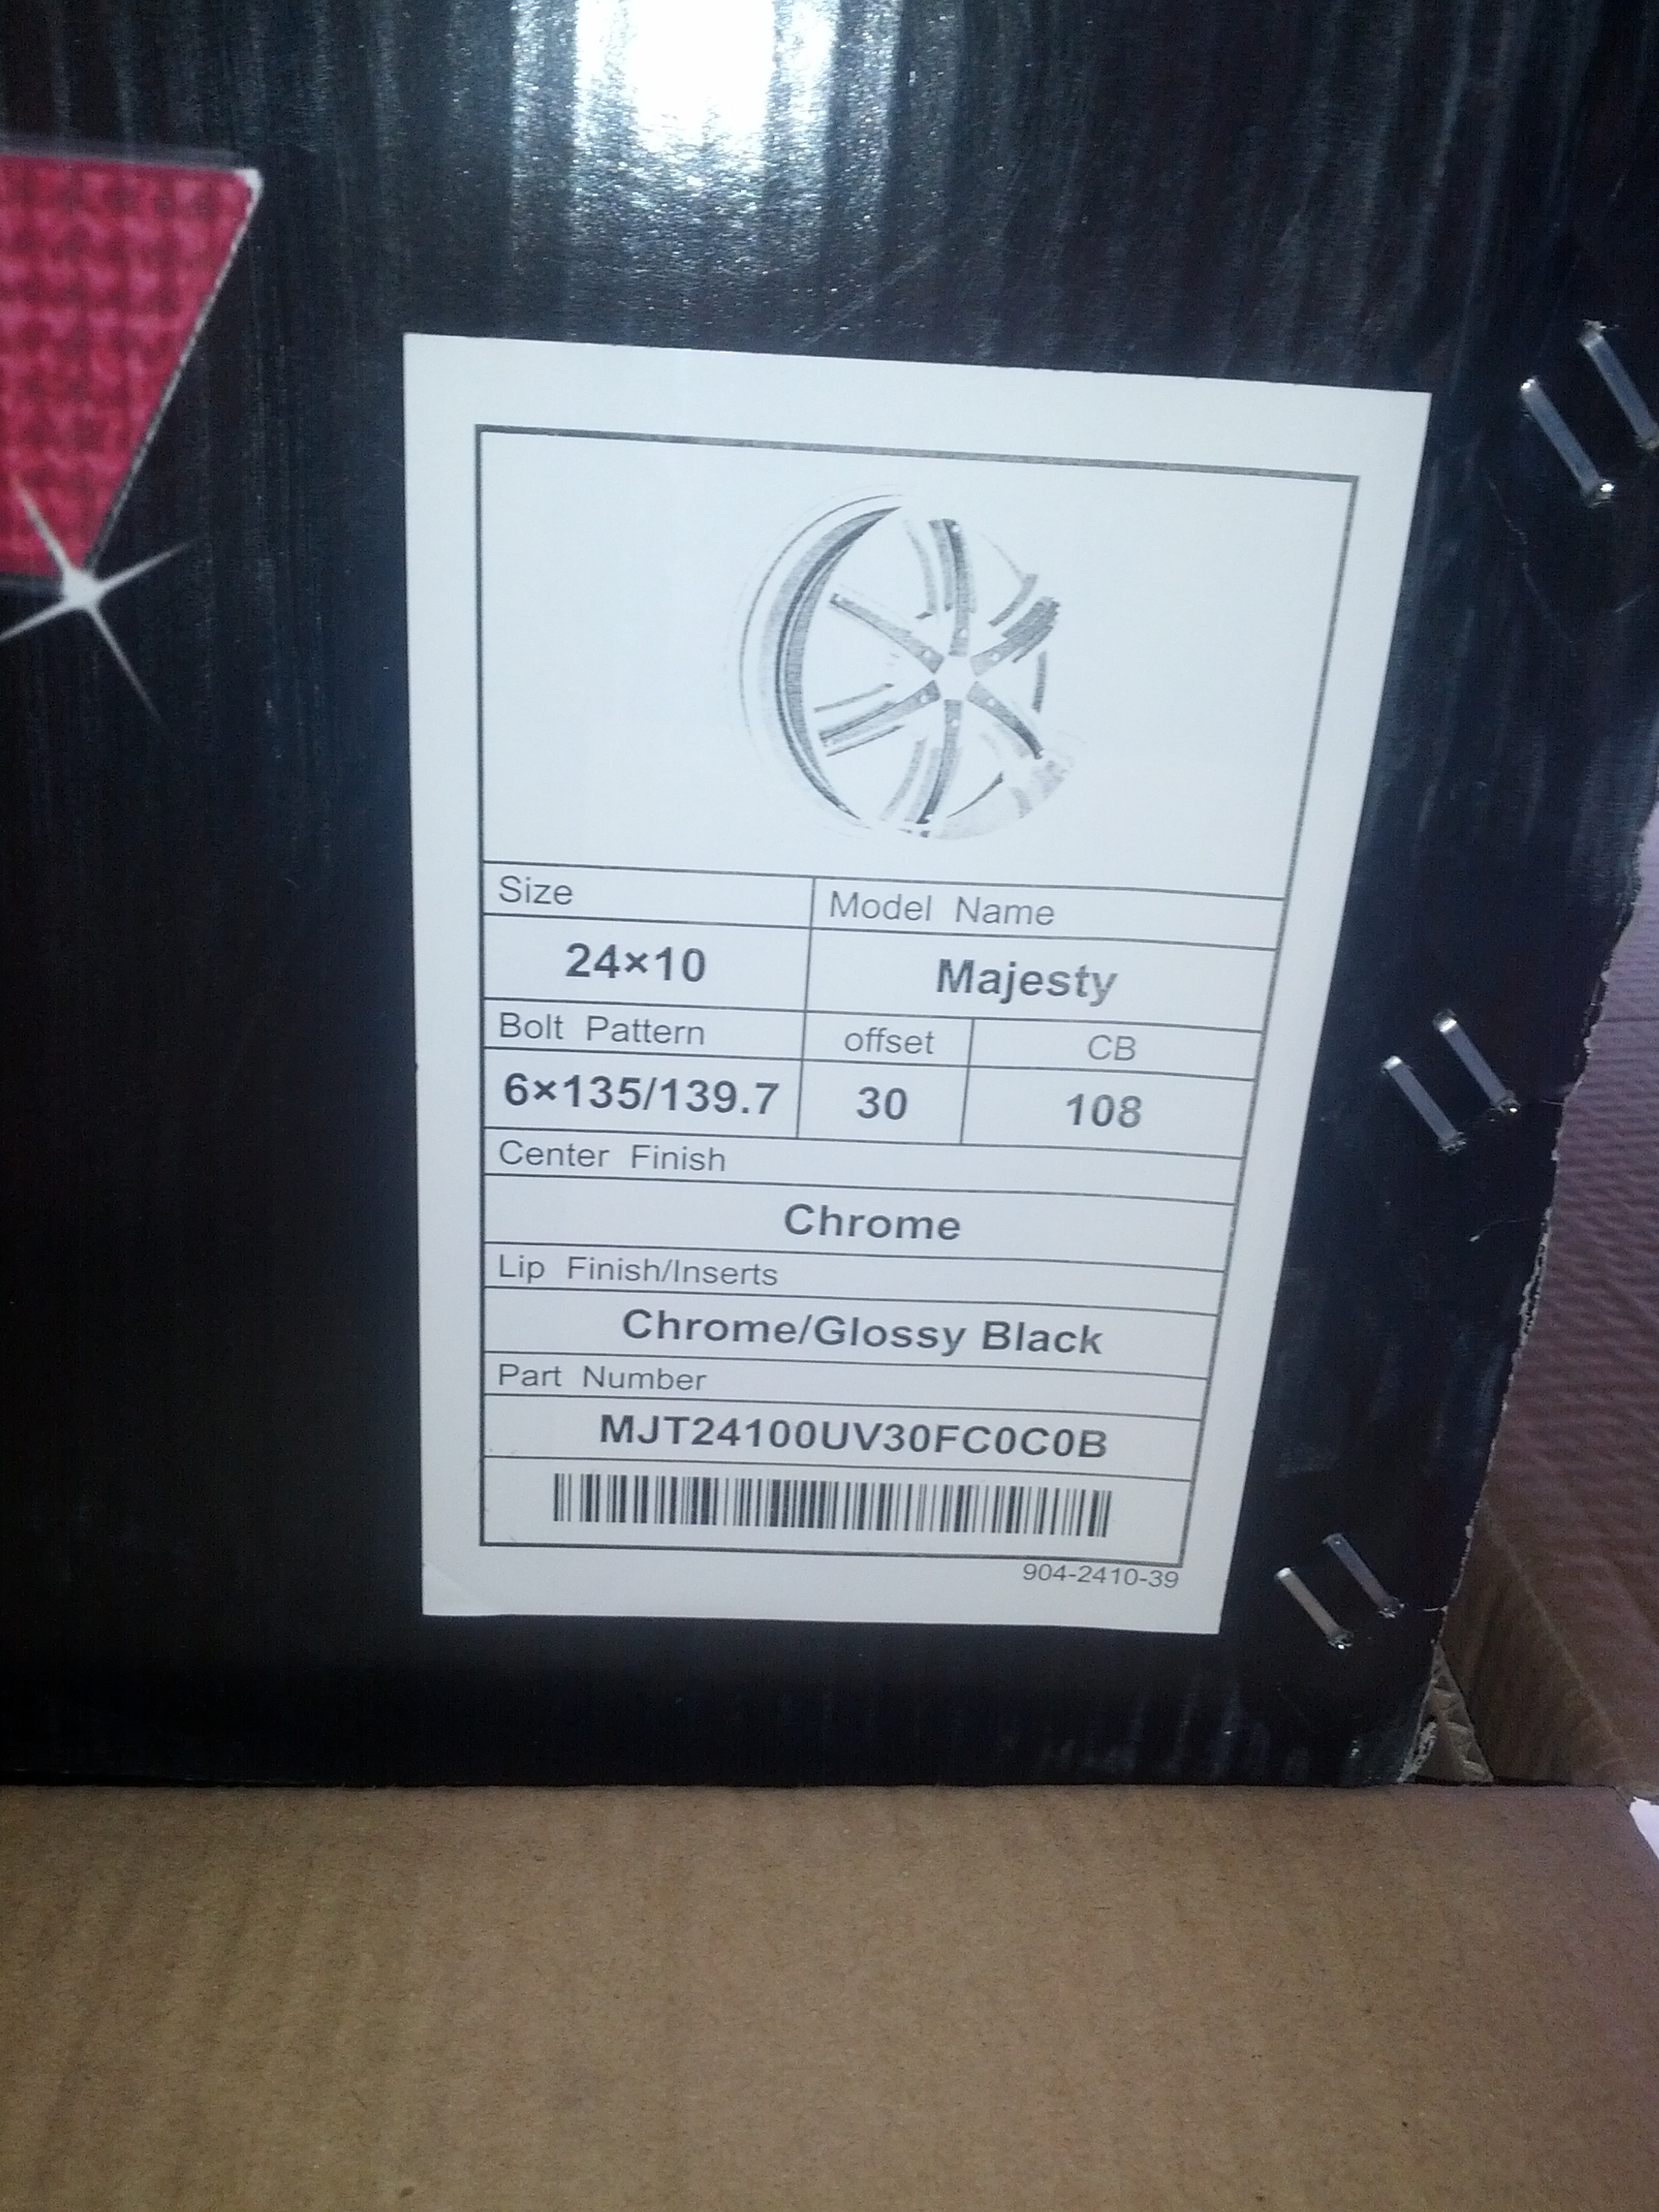 Size
Model Name
24×10
Majesty
Bolt Pattern
offset
CB
6×135/139.7
30
108
Center Finish
Chrome
Lip Finish/Inserts
Chrome/Glossy Black
Part Number
MJT24100UV30FC0C0B
904-2410-39